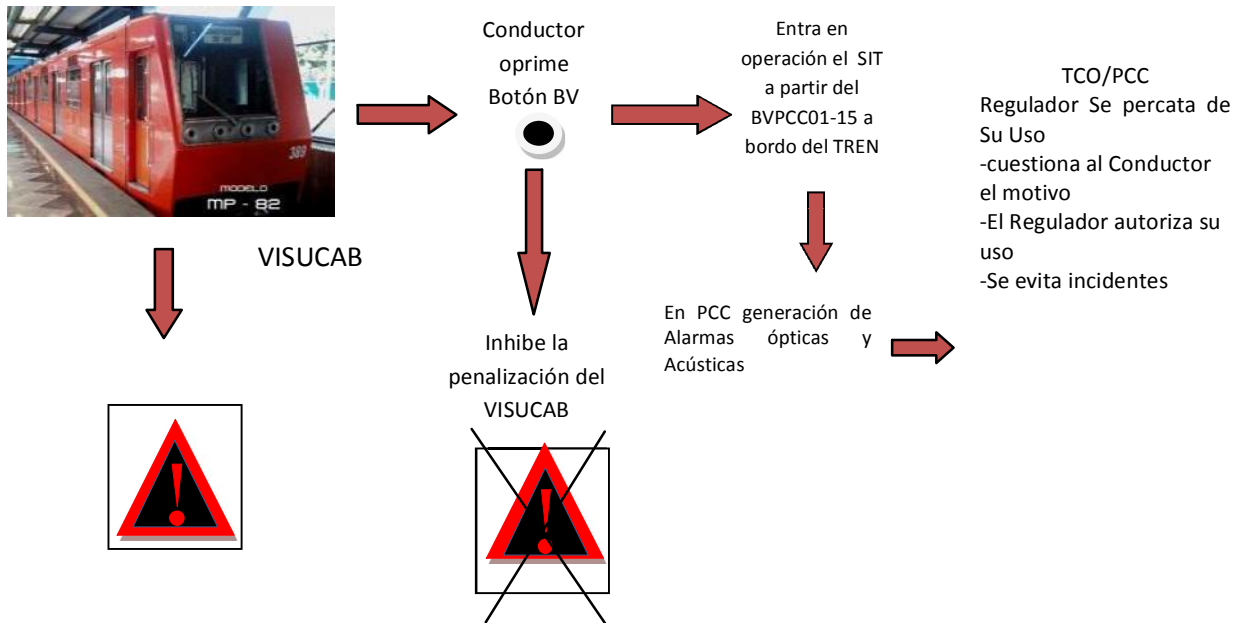 389
MODELO
MP - 82
VISUCAB
Conductor
oprime
Botón BV
Inhibe la
penalización del
VISUCAB
Entra en
operación el SIT
a partir del
BVPCC01-15 a
bordo del TREN
En PCC generación de
Alarmas ópticas y
Acústicas
TCO/PCC
Regulador Se percata de
Su Uso
-cuestiona al Conductor
el motivo
-El Regulador autoriza su
uso
-Se evita incidentes